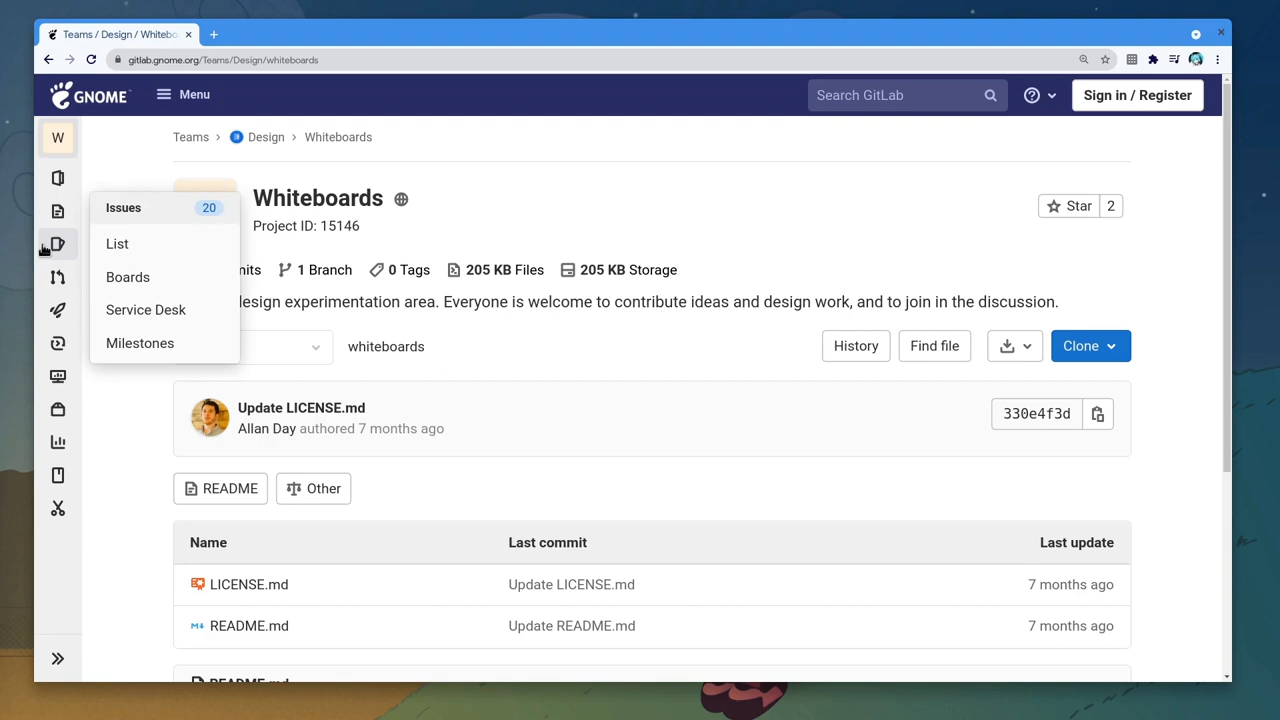 Teams / Design / Whitebo
gitlab.gnome.org/Teams/Design/whiteboards
GNOME
Menu
Search GitLab
Sign in / Register
W
Teams
Design
Whiteboards
Whiteboards
Project ID: 15146
Star 2
Issues 20
List
Boards
Service Desk
Milestones
1 Branch
0 Tags
205 KB Files
205 KB Storage
experimentation area. Everyone is welcome to contribute ideas and design work, and to join in the discussion.
whiteboards
History
Find file
Clone
Update LICENSE.md
Allan Day authored 7 months ago
330e4f3d
README
Other
Name Last commit Last update
LICENSE.md Update LICENSE.md 7 months ago
README.md Update README.md 7 months ago
README.md